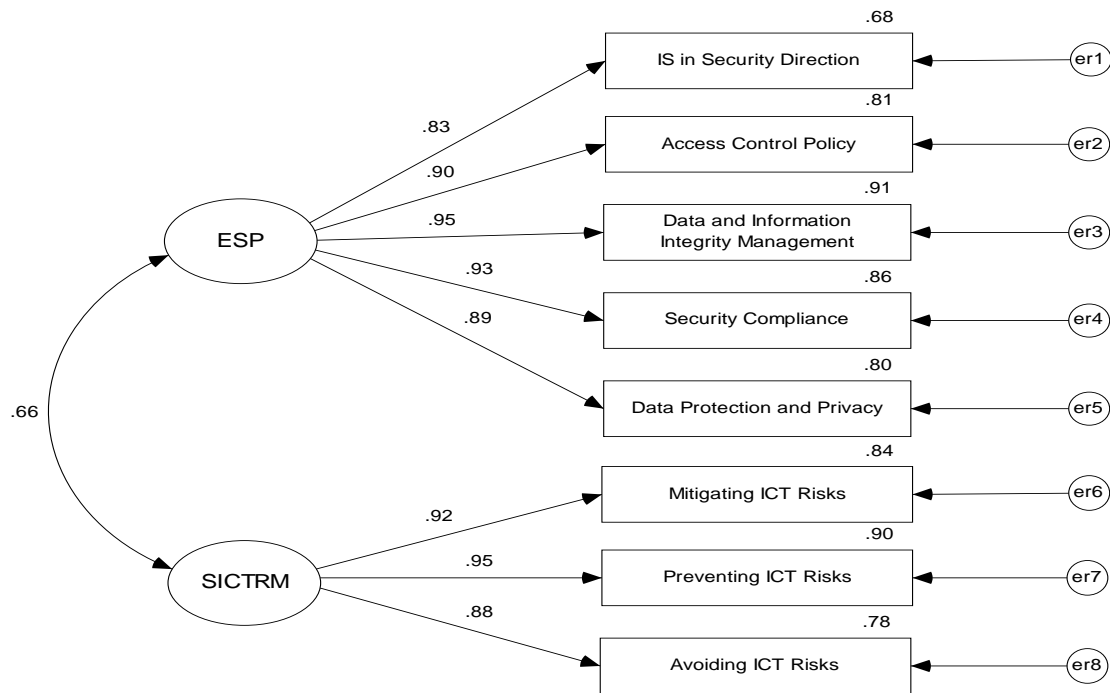 .68
IS in Security Direction
er1
.83
.81
Access Control Policy
er2
.90
.91
ESP
Data and Information
Integrity Management
er3
.95
.93
.86
Security Compliance
er4
.89
.80
Data Protection and Privacy
er5
.66
.84
Mitigating ICT Risks
er6
.92
.90
SICTRM
.95
Preventing ICT Risks
er7
.88
.78
Avoiding ICT Risks
er8